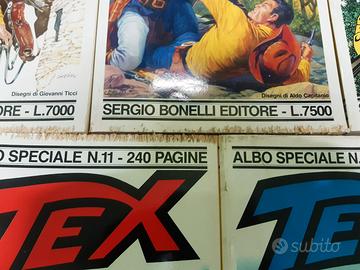 Disegni di Giovanni Ticci
Disegni di Aldo Capitanio
ORE - L.7000
SERGIO BONELLI EDITORE - L.7500
O SPECIALE N.11 - 240 PAGINE
ALBO SPECIALE N.
TEX
TE
subito